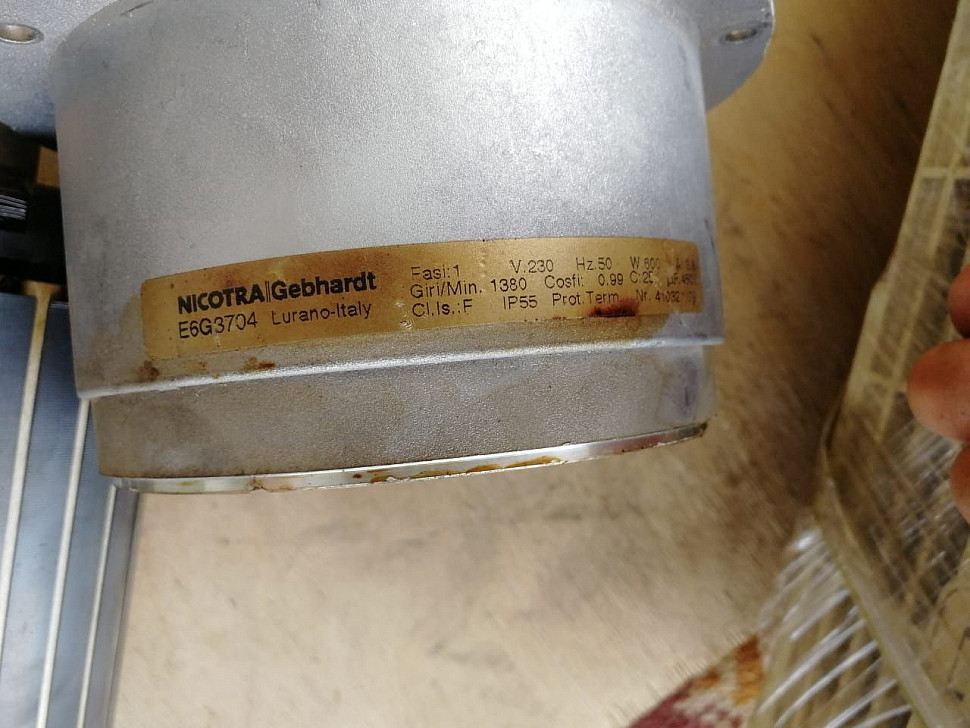 NICOTRA||Gebhardt
E6G3704 Lurano-Italy
Fasi:1 V.230 Hz.50 W.600
Giri/Min. 1380 Cosfi: 0.99
Cl.Is.:F IP55 Prot.Term. Nr.